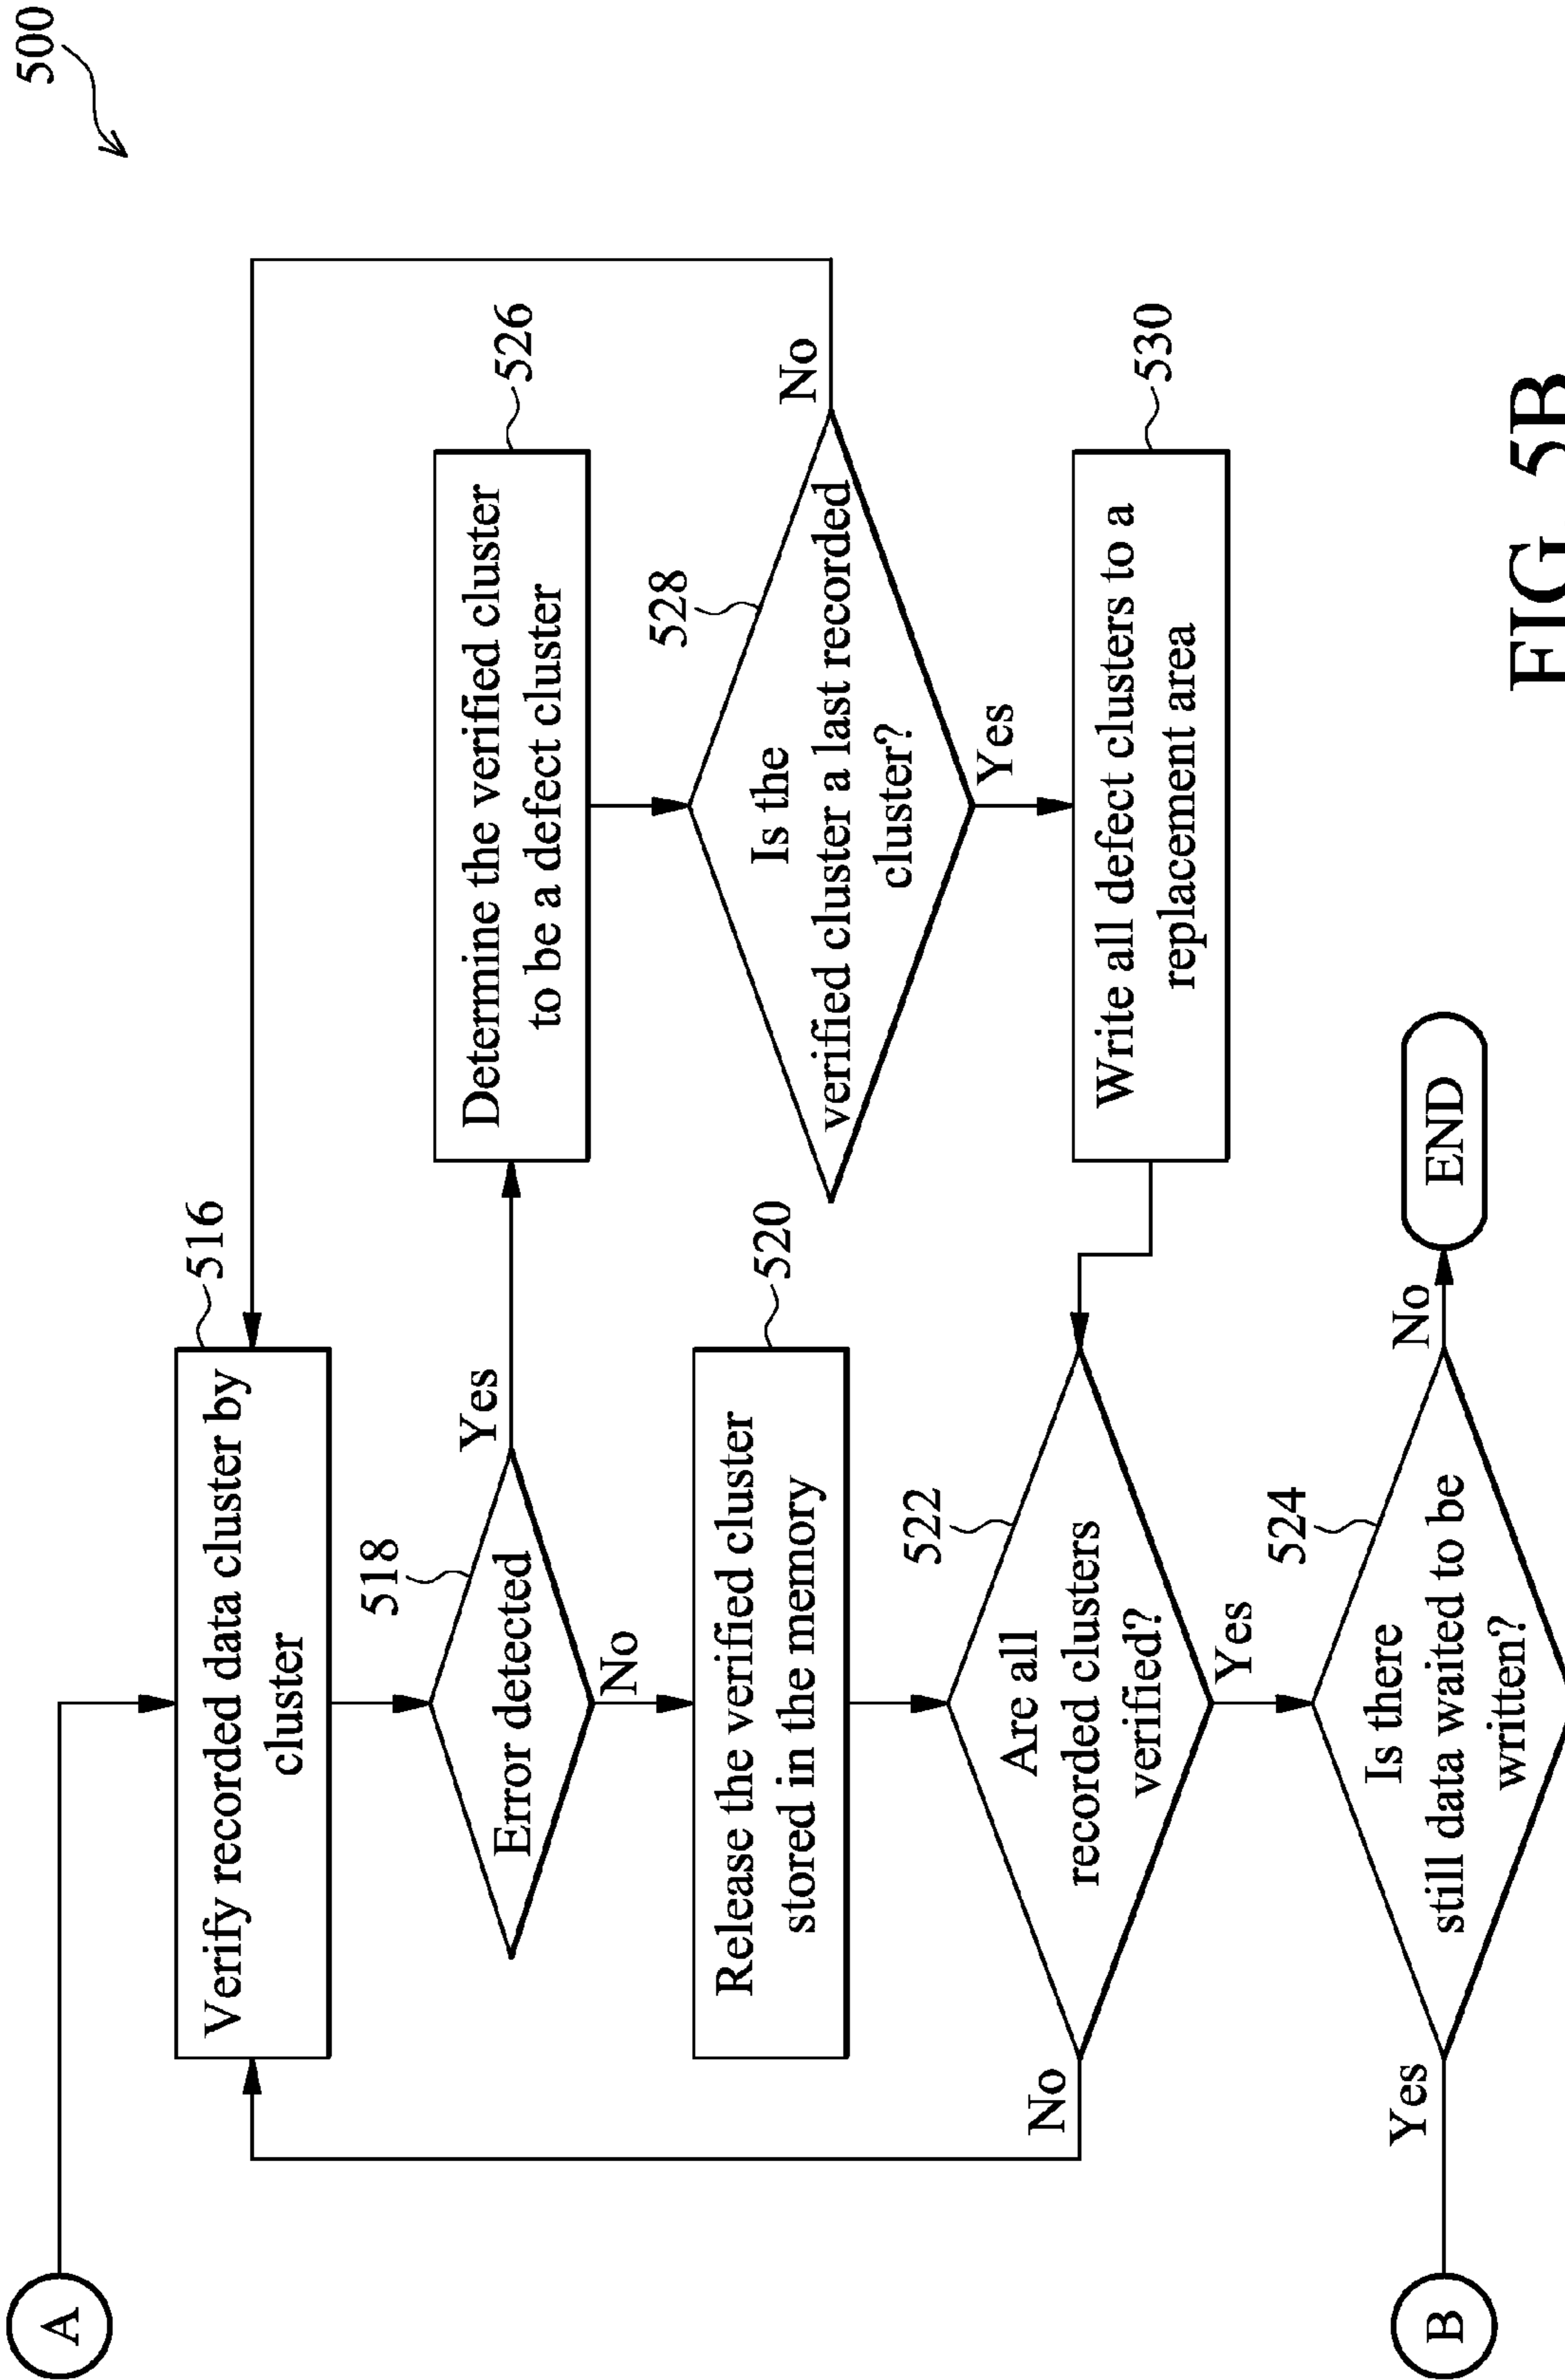 500
A
516
Verify recorded data cluster by
cluster
518
Error detected
Yes
No
526
Determine the verified cluster
to be a defect cluster
520
Release the verified cluster
stored in the memory
528
Is the
verified cluster a last recorded
cluster?
No
Yes
522
Are all
recorded clusters
verified?
No
Yes
530
Write all defect clusters to a
replacement area
524
Is there
still data waited to be
written?
Yes
No
B
END
FIG. 5B